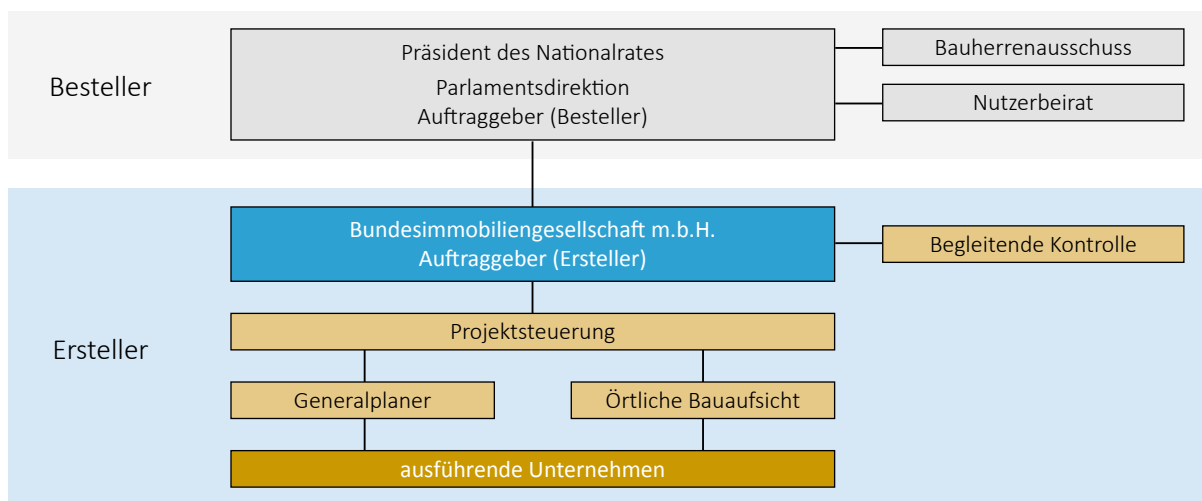 Besteller
Präsident des Nationalrates
Parlamentsdirektion
Auftraggeber (Besteller)
Bauherrenausschuss
Nutzerbeirat
Ersteller
Bundesimmobiliengesellschaft m.b.H.
Auftraggeber (Ersteller)
Begleitende Kontrolle
Projektsteuerung
Generalplaner
Örtliche Bauaufsicht
ausführende Unternehmen